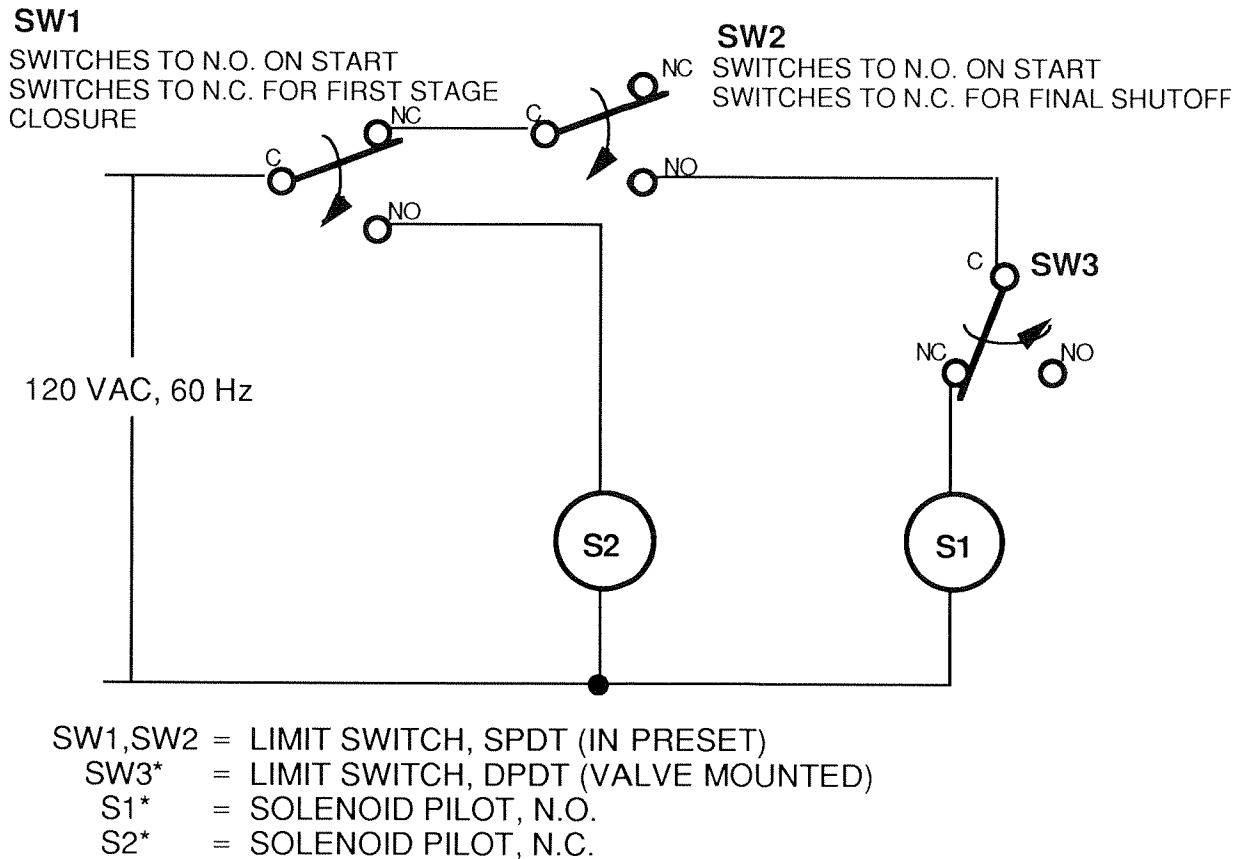 SW1
SWITCHES TO N.O. ON START
SWITCHES TO N.C. FOR FIRST STAGE
CLOSURE
SW2
SWITCHES TO N.O. ON START
SWITCHES TO N.C. FOR FINAL SHUTOFF
C
NC
NO
C
NC
NO
C
SW3
NC
NO
120 VAC, 60 Hz
S2
S1
SW1,SW2 = LIMIT SWITCH, SPDT (IN PRESET)
SW3* = LIMIT SWITCH, DPDT (VALVE MOUNTED)
S1* = SOLENOID PILOT, N.O.
S2* = SOLENOID PILOT, N.C.